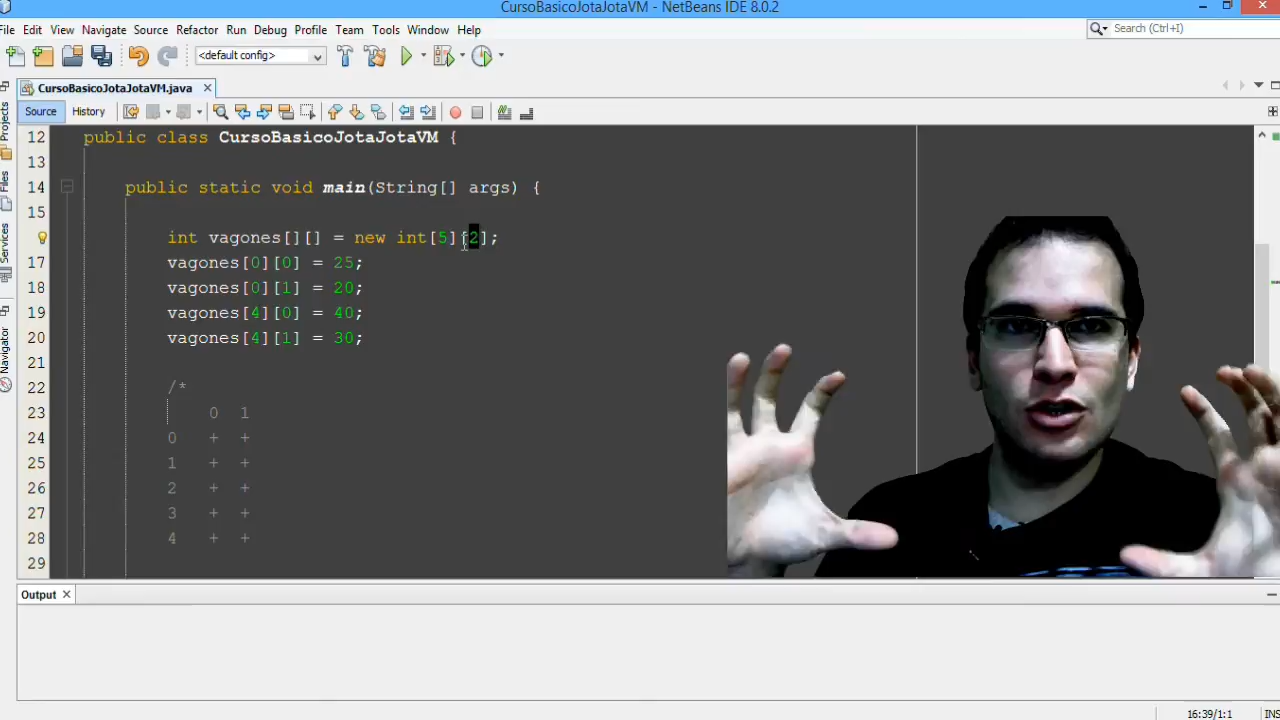 CursoBasicoJotaJotaVM - NetBeans IDE 8.0.2
File Edit View Navigate Source Refactor Run Debug Profile Team Tools Window Help
Search (Ctrl+I)
<default config>
CursoBasicoJotaJotaVM.java
Source History
Projects
Files
Services
Navigator
12 public class CursoBasicoJotaJotaVM {
13
14 public static void main(String[] args) {
15
int vagones[][] = new int[5][2];
17 vagones[0][0] = 25;
18 vagones[0][1] = 20;
19 vagones[4][0] = 40;
20 vagones[4][1] = 30;
21
22 /*
23 0 1
24 0 + +
25 1 + +
26 2 + +
27 3 + +
28 4 + +
29
Output
16:39/1:1 INS